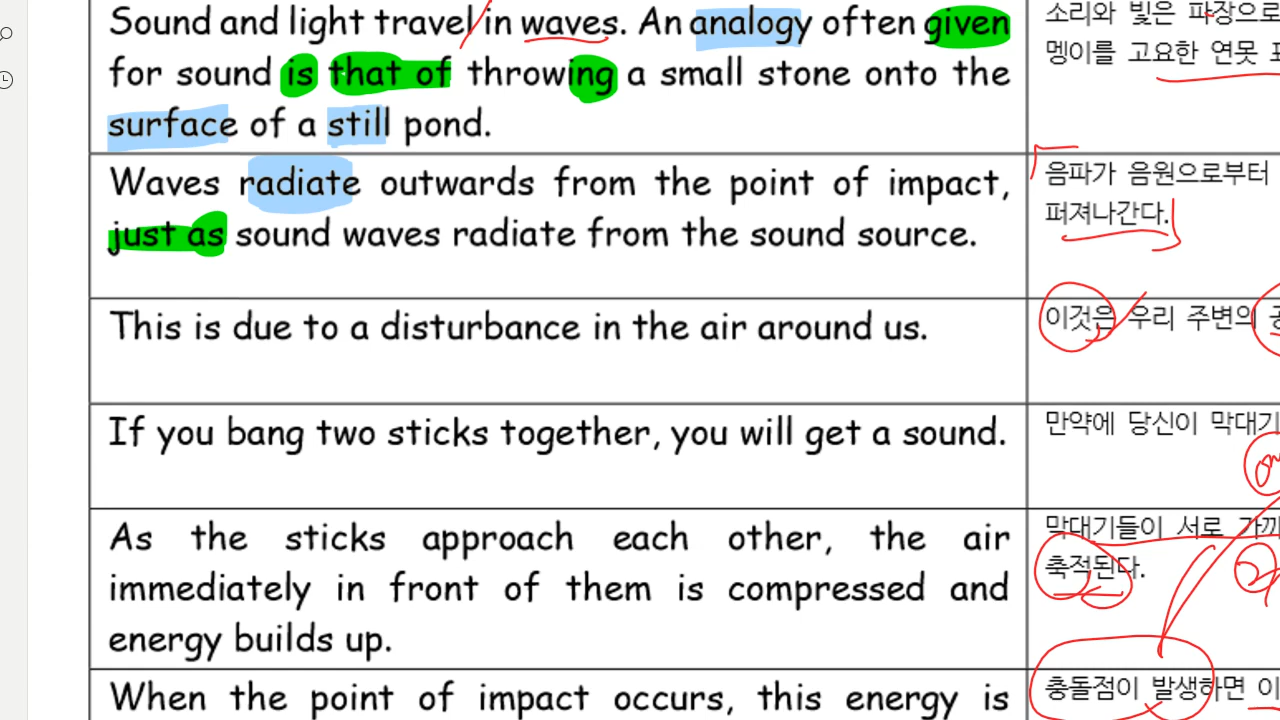 Sound and light travel in waves. An analogy often given
for sound is that of throwing a small stone onto the
surface of a still pond.
소리와 빛은 파장으로
멩이를 고요한 연못
Waves radiate outwards from the point of impact,
just as sound waves radiate from the sound source.
음파가 음원으로부터
퍼져나간다.
This is due to a disturbance in the air around us.
이것은 우리 주변의
If you bang two sticks together, you will get a sound.
만약에 당신이 막대기
As the sticks approach each other, the air
immediately in front of them is compressed and
energy builds up.
막대기들이 서로
축적된다.
When the point of impact occurs, this energy is
충돌점이 발생하면 이